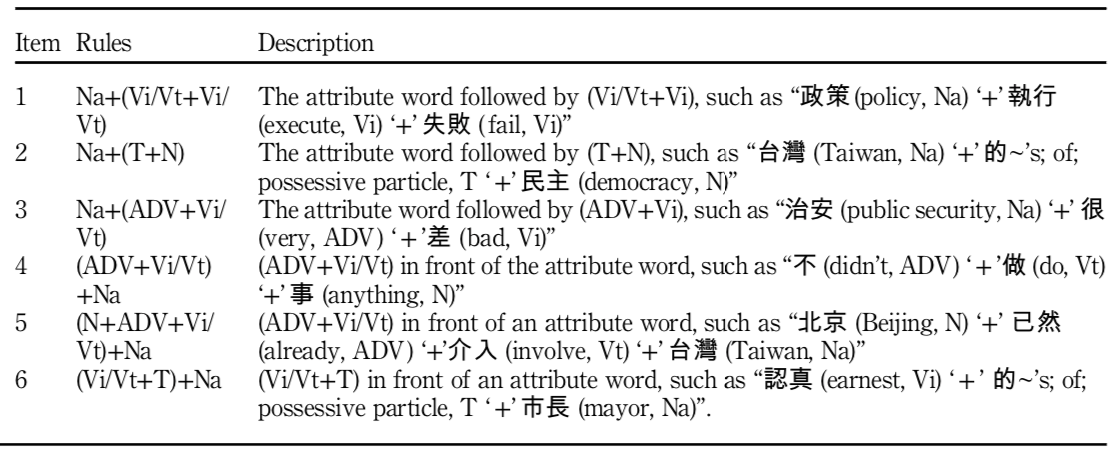 Item Rules Description
1 Na+(Vi/Vt+Vi/ The attribute word followed by (Vi/Vt+Vi), such as “政策 (policy, Na) ‘+’ 執行
Vt) (execute, Vi) ‘+’ 失敗 (fail, Vi)”
2 Na+(T+N) The attribute word followed by (T+N), such as “台灣 (Taiwan, Na) ‘+’ 的~’s; of;
possessive particle, T ‘+’ 民主 (democracy, N)”
3 Na+(ADV+Vi/ The attribute word followed by (ADV+Vi), such as “治安 (public security, Na) ‘+’ 很
Vt) (very, ADV) ‘+’差 (bad, Vi)”
4 (ADV+Vi/Vt) (ADV+Vi/Vt) in front of the attribute word, such as “不 (didn’t, ADV) ‘+’做 (do, Vt)
+Na ‘+’ 事 (anything, N)”
5 (N+ADV+Vi/ (ADV+Vi/Vt) in front of an attribute word, such as “北京 (Beijing, N) ‘+’ 已然
Vt)+Na (already, ADV) ‘+’介入 (involve, Vt) ‘+’ 台灣 (Taiwan, Na)”
6 (Vi/Vt+T)+Na (Vi/Vt+T) in front of an attribute word, such as “認真 (earnest, Vi) ‘+’ 的~’s; of;
possessive particle, T ‘+’ 市長 (mayor, Na)”.